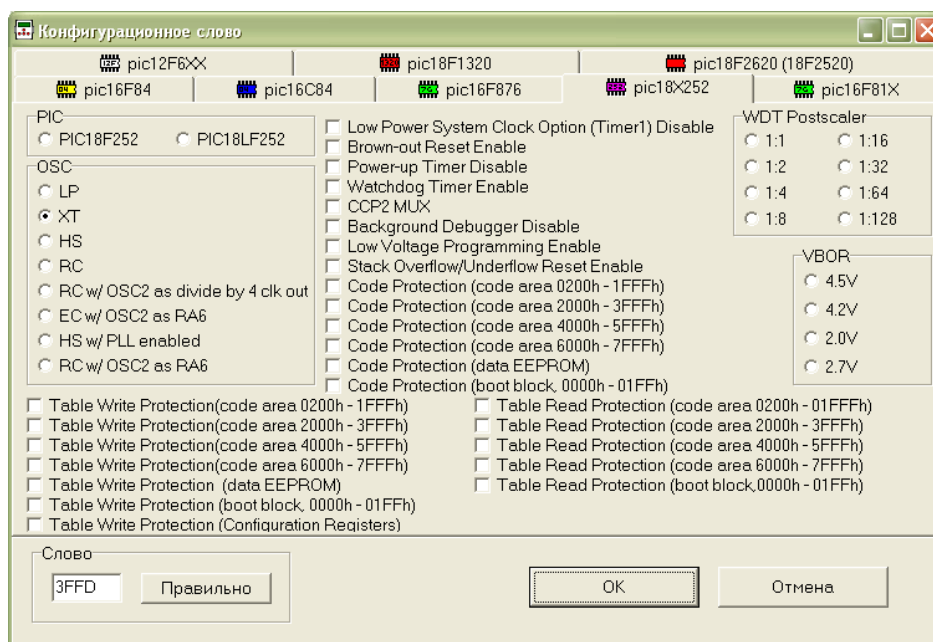 Конфигурационное слово
pic12F6XX pic18F1320 pic18F2620 (18F2520)
pic16F84 pic16C84 pic16F876 pic18X252 pic16F81X
PIC
PIC18F252 PIC18LF252
OSC
LP
XT
HS
RC
RC w/ OSC2 as divide by 4 clk out
EC w/ OSC2 as RA6
HS w/ PLL enabled
RC w/ OSC2 as RA6
Low Power System Clock Option (Timer1) Disable
Brown-out Reset Enable
Power-up Timer Disable
Watchdog Timer Enable
CCP2 MUX
Background Debugger Disable
Low Voltage Programming Enable
Stack Overflow/Underflow Reset Enable
Code Protection (code area 0200h - 1FFFh)
Code Protection (code area 2000h - 3FFFh)
Code Protection (code area 4000h - 5FFFh)
Code Protection (code area 6000h - 7FFFh)
Code Protection (data EEPROM)
Code Protection (boot block, 0000h - 01FFh)
WDT Postscaler
1:1 1:16
1:2 1:32
1:4 1:64
1:8 1:128
VBOR
4.5V
4.2V
2.0V
2.7V
Table Write Protection(code area 0200h - 1FFFh)
Table Write Protection(code area 2000h - 3FFFh)
Table Write Protection(code area 4000h - 5FFFh)
Table Write Protection(code area 6000h - 7FFFh)
Table Write Protection (data EEPROM)
Table Write Protection (boot block, 0000h - 01FFh)
Table Write Protection (Configuration Registers)
Table Read Protection (code area 0200h - 01FFFh)
Table Read Protection (code area 2000h - 3FFFh)
Table Read Protection (code area 4000h - 5FFFh)
Table Read Protection (code area 6000h - 7FFFh)
Table Read Protection (boot block,0000h - 01FFh)
Слово
3FFD Правильно
OK Отмена